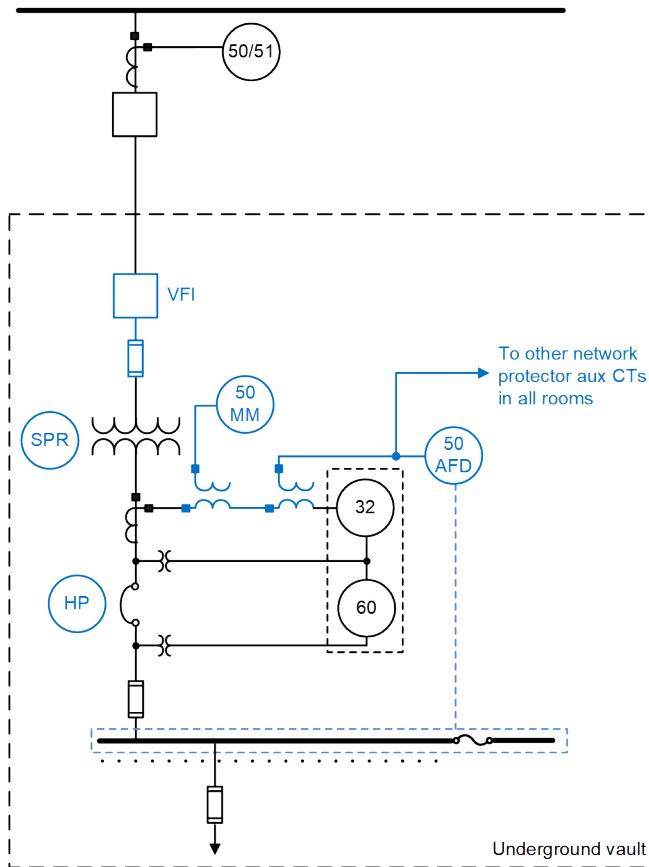 50/51
VFI
To other network
protector aux CTs
in all rooms
50
MM
50
AFD
SPR
32
HP
60
Underground vault